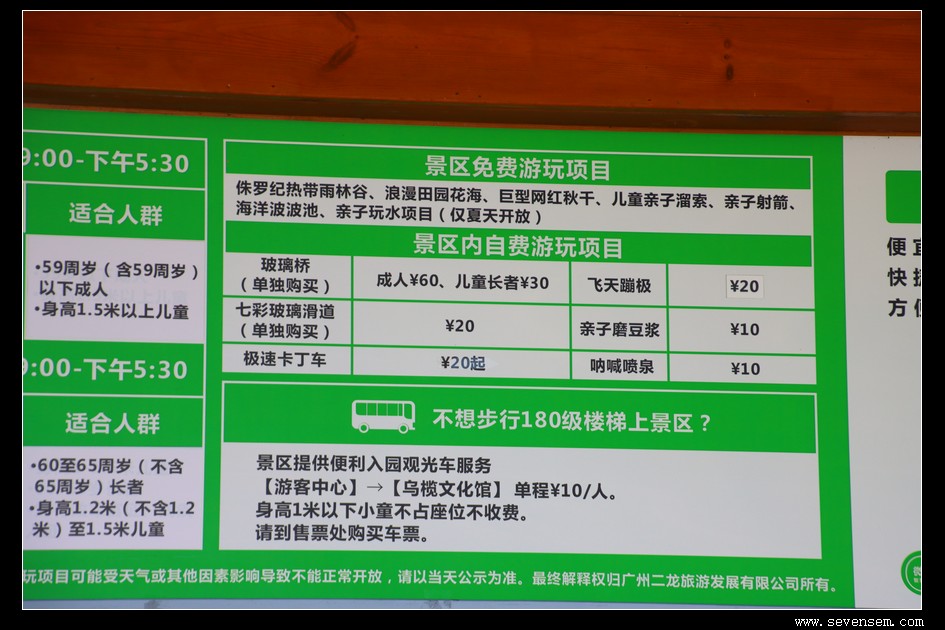 9:00-下午5:30
适合人群
•59周岁（含59周岁）
以下成人
•身高1.5米以上儿童
9:00-下午5:30
适合人群
•60至65周岁（不含
65周岁）长者
•身高1.2米（不含1.2
米）至1.5米儿童
景区免费游玩项目
侏罗纪热带雨林谷、浪漫田园花海、巨型网红秋千、儿童亲子溜索、亲子射箭、
海洋波波池、亲子玩水项目（仅夏天开放）
景区内自费游玩项目
玻璃桥
（单独购买） 成人¥60、儿童长者¥30 飞天蹦极 ¥20
七彩玻璃滑道
（单独购买） ¥20 亲子磨豆浆 ¥10
极速卡丁车 ¥20起 呐喊喷泉 ¥10
不想步行180级楼梯上景区？
景区提供便利入园观光车服务
【游客中心】→【乌榄文化馆】 单程¥10/人。
身高1米以下小童不占座位不收费。
请到售票处购买车票。
玩项目可能受天气或其他因素影响导致不能正常开放，请以当天公示为准。最终解释权归广州二龙旅游发展有限公司所有。
便宜
快捷
方便
www.sevensem.com